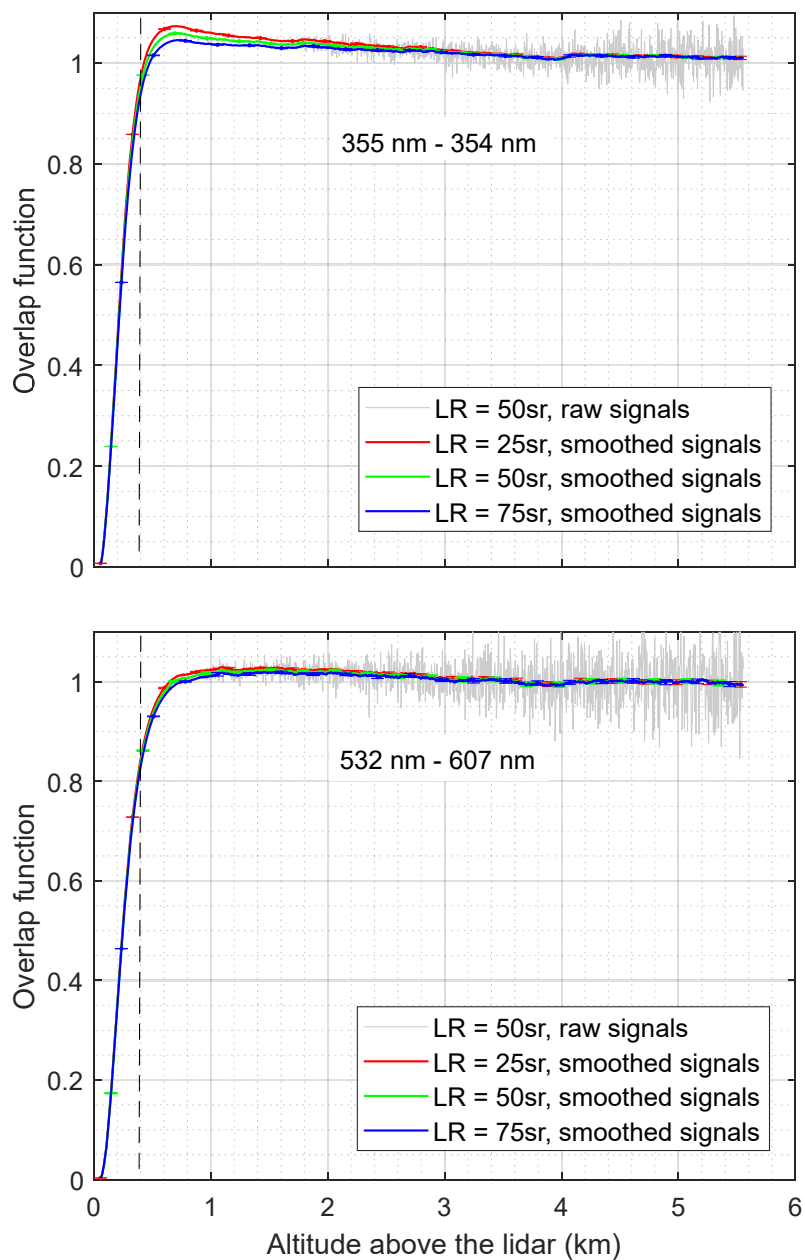 1
0.8
0.6
0.4
0.2
0
Overlap function
355 nm - 354 nm
LR = 50sr, raw signals
LR = 25sr, smoothed signals
LR = 50sr, smoothed signals
LR = 75sr, smoothed signals
1
0.8
0.6
0.4
0.2
0
Overlap function
532 nm - 607 nm
LR = 50sr, raw signals
LR = 25sr, smoothed signals
LR = 50sr, smoothed signals
LR = 75sr, smoothed signals
0 1 2 3 4 5 6
Altitude above the lidar (km)